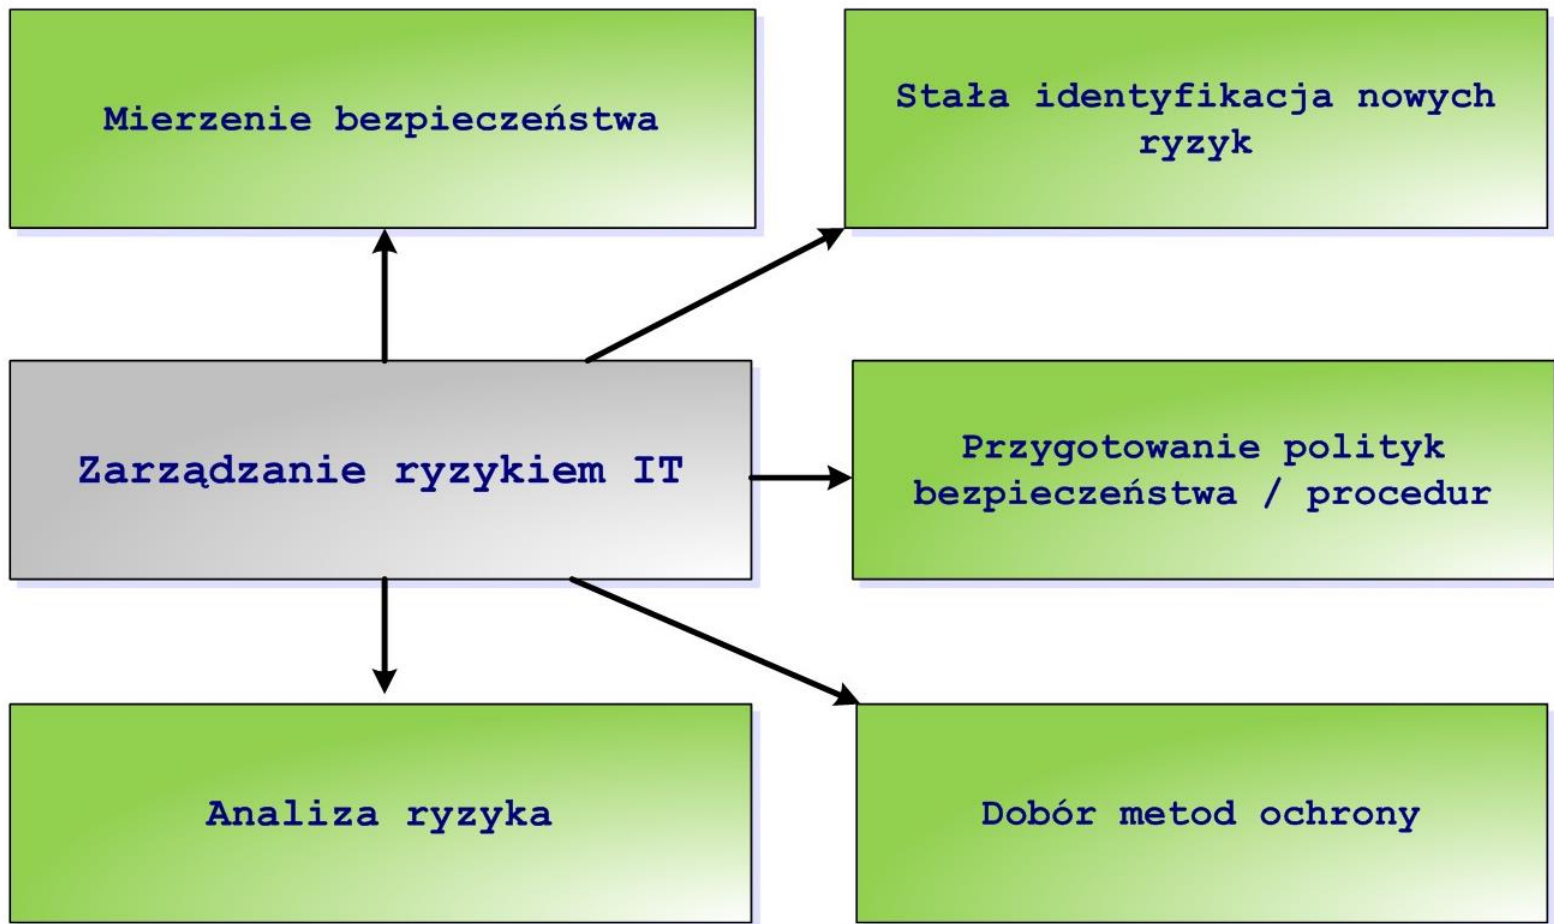 Mierzenie bezpieczeństwa
Stała identyfikacja nowych
ryzyk
Zarządzanie ryzykiem IT
Przygotowanie polityk
bezpieczeństwa / procedur
Analiza ryzyka
Dobór metod ochrony